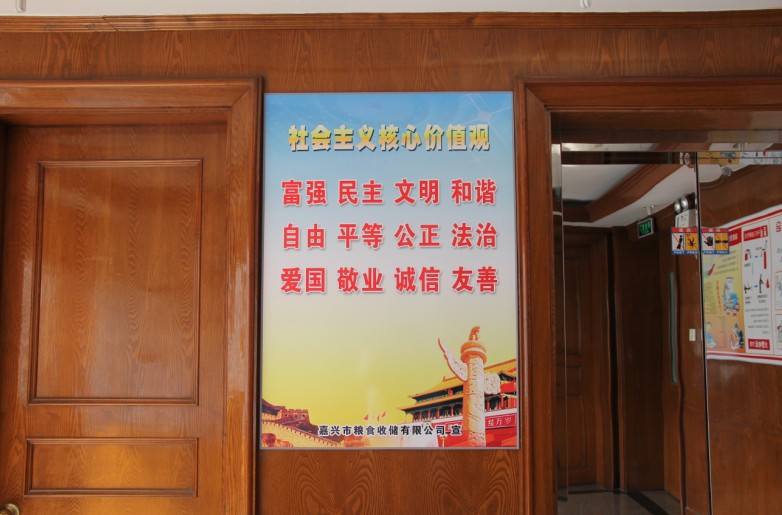 社会主义核心价值观
富强 民主 文明 和谐
自由 平等 公正 法治
爱国 敬业 诚信 友善
嘉兴市粮食收储有限公司 宣